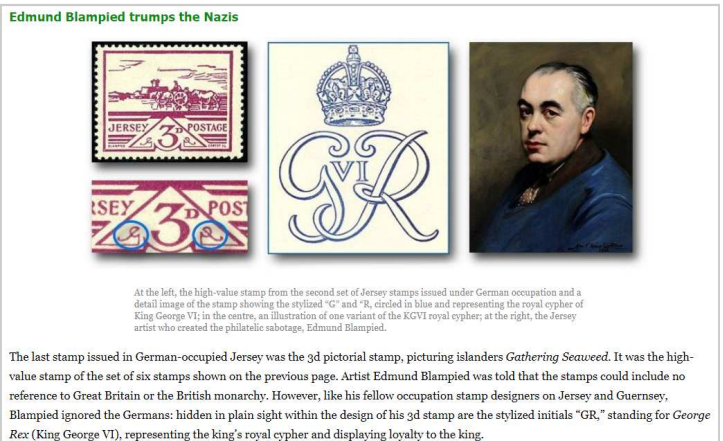 Edmund Blampied trumps the Nazis
JERSEY POSTAGE
3D
RSEY 3D POST
G R
G VI R
At the left, the high-value stamp from the second set of Jersey stamps issued under German occupation and a
detail image of the stamp showing the stylized “G” and “R, circled in blue and representing the royal cypher of
King George VI; in the centre, an illustration of one variant of the KGVI royal cypher; at the right, the Jersey
artist who created the philatelic sabotage, Edmund Blampied.
The last stamp issued in German-occupied Jersey was the 3d pictorial stamp, picturing islanders Gathering Seaweed. It was the high-
value stamp of the set of six stamps shown on the previous page. Artist Edmund Blampied was told that the stamps could include no
reference to Great Britain or the British monarchy. However, like his fellow occupation stamp designers on Jersey and Guernsey,
Blampied ignored the Germans: hidden in plain sight within the design of his 3d stamp are the stylized initials “GR,” standing for George
Rex (King George VI), representing the king’s royal cypher and displaying loyalty to the king.